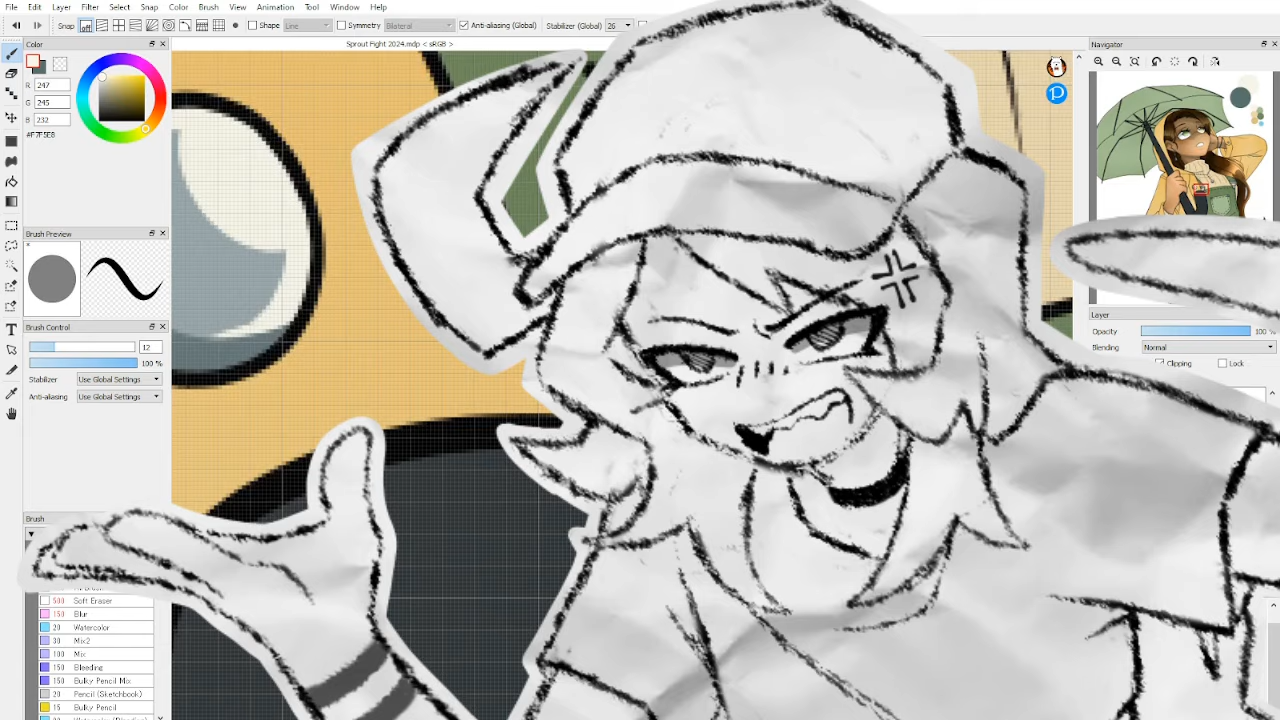 File Edit Layer Filter Select Snap Color Brush View Animation Tool Window Help
Snap off Shape Line Symmetry Bilateral Anti-aliasing (Global) Stabilizer (Global) 26
Sprout Fight 2024.mdp < sRGB >
Color
R 247
G 245
B 232
#F7F5E8
Brush Preview
Brush Control
12
100 %
Stabilizer Use Global Settings
Anti-aliasing Use Global Settings
Brush
500 Soft Eraser
150 Blur
20 Watercolor
30 Mix2
100 Mix
150 Bleeding
150 Bulky Pencil Mix
20 Pencil (Sketchbook)
15 Bulky Pencil
Navigator
Layer
Opacity 100 %
Blending Normal
Clipping Lock